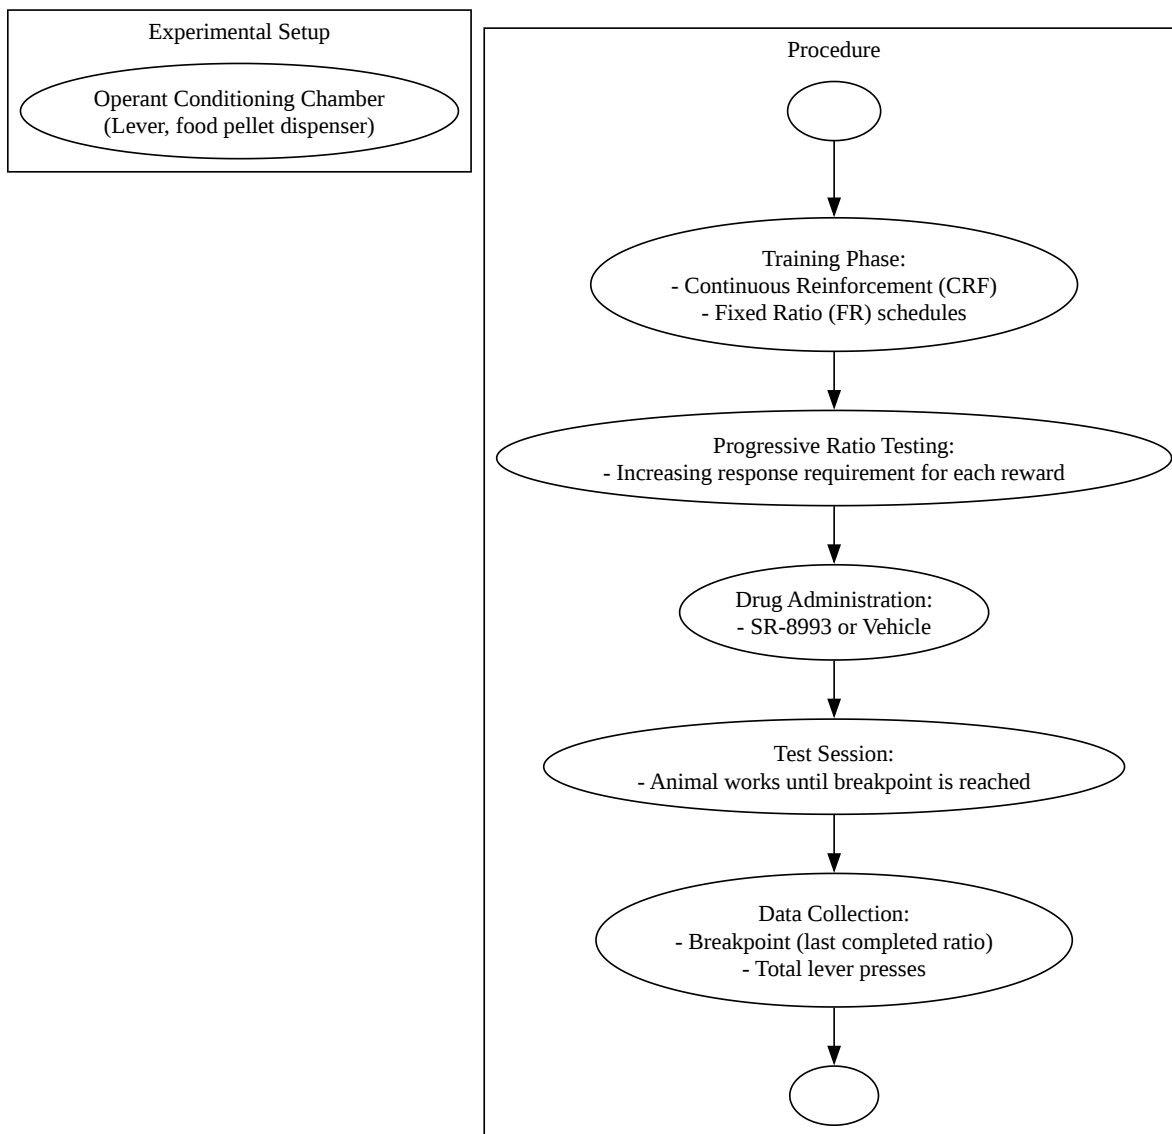 Experimental Setup
Operant Conditioning Chamber
(Lever, food pellet dispenser)
Procedure
Training Phase:
- Continuous Reinforcement (CRF)
- Fixed Ratio (FR) schedules
Progressive Ratio Testing:
- Increasing response requirement for each reward
Drug Administration:
- SR-8993 or Vehicle
Test Session:
- Animal works until breakpoint is reached
Data Collection:
- Breakpoint (last completed ratio)
- Total lever presses